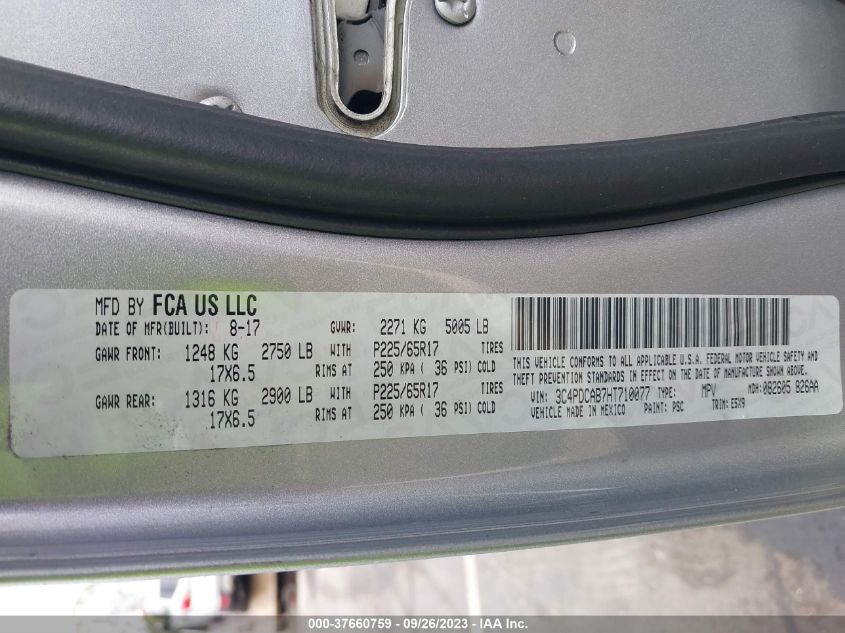 MFD BY FCA US LLC
DATE OF MFR(BUILT): 8-17 GVWR: 2271 KG 5005 LB
GAWR FRONT: 1248 KG 2750 LB WITH P225/65R17 TIRES
17X6.5 RIMS AT 250 KPA ( 36 PSI) COLD
GAWR REAR: 1316 KG 2900 LB WITH P225/65R17 TIRES
17X6.5 RIMS AT 250 KPA ( 36 PSI) COLD
THIS VEHICLE CONFORMS TO ALL APPLICABLE U.S.A. FEDERAL MOTOR VEHICLE SAFETY AND
THEFT PREVENTION STANDARDS IN EFFECT ON THE DATE OF MANUFACTURE SHOWN ABOVE.
VIN: 3C4PDCAB7HT710077 TYPE: MPV MDH: 082605 826AA
VEHICLE MADE IN MEXICO PAINT: PSC TRIM: E5X9
000-37660759 - 09/26/2023 - IAA Inc.